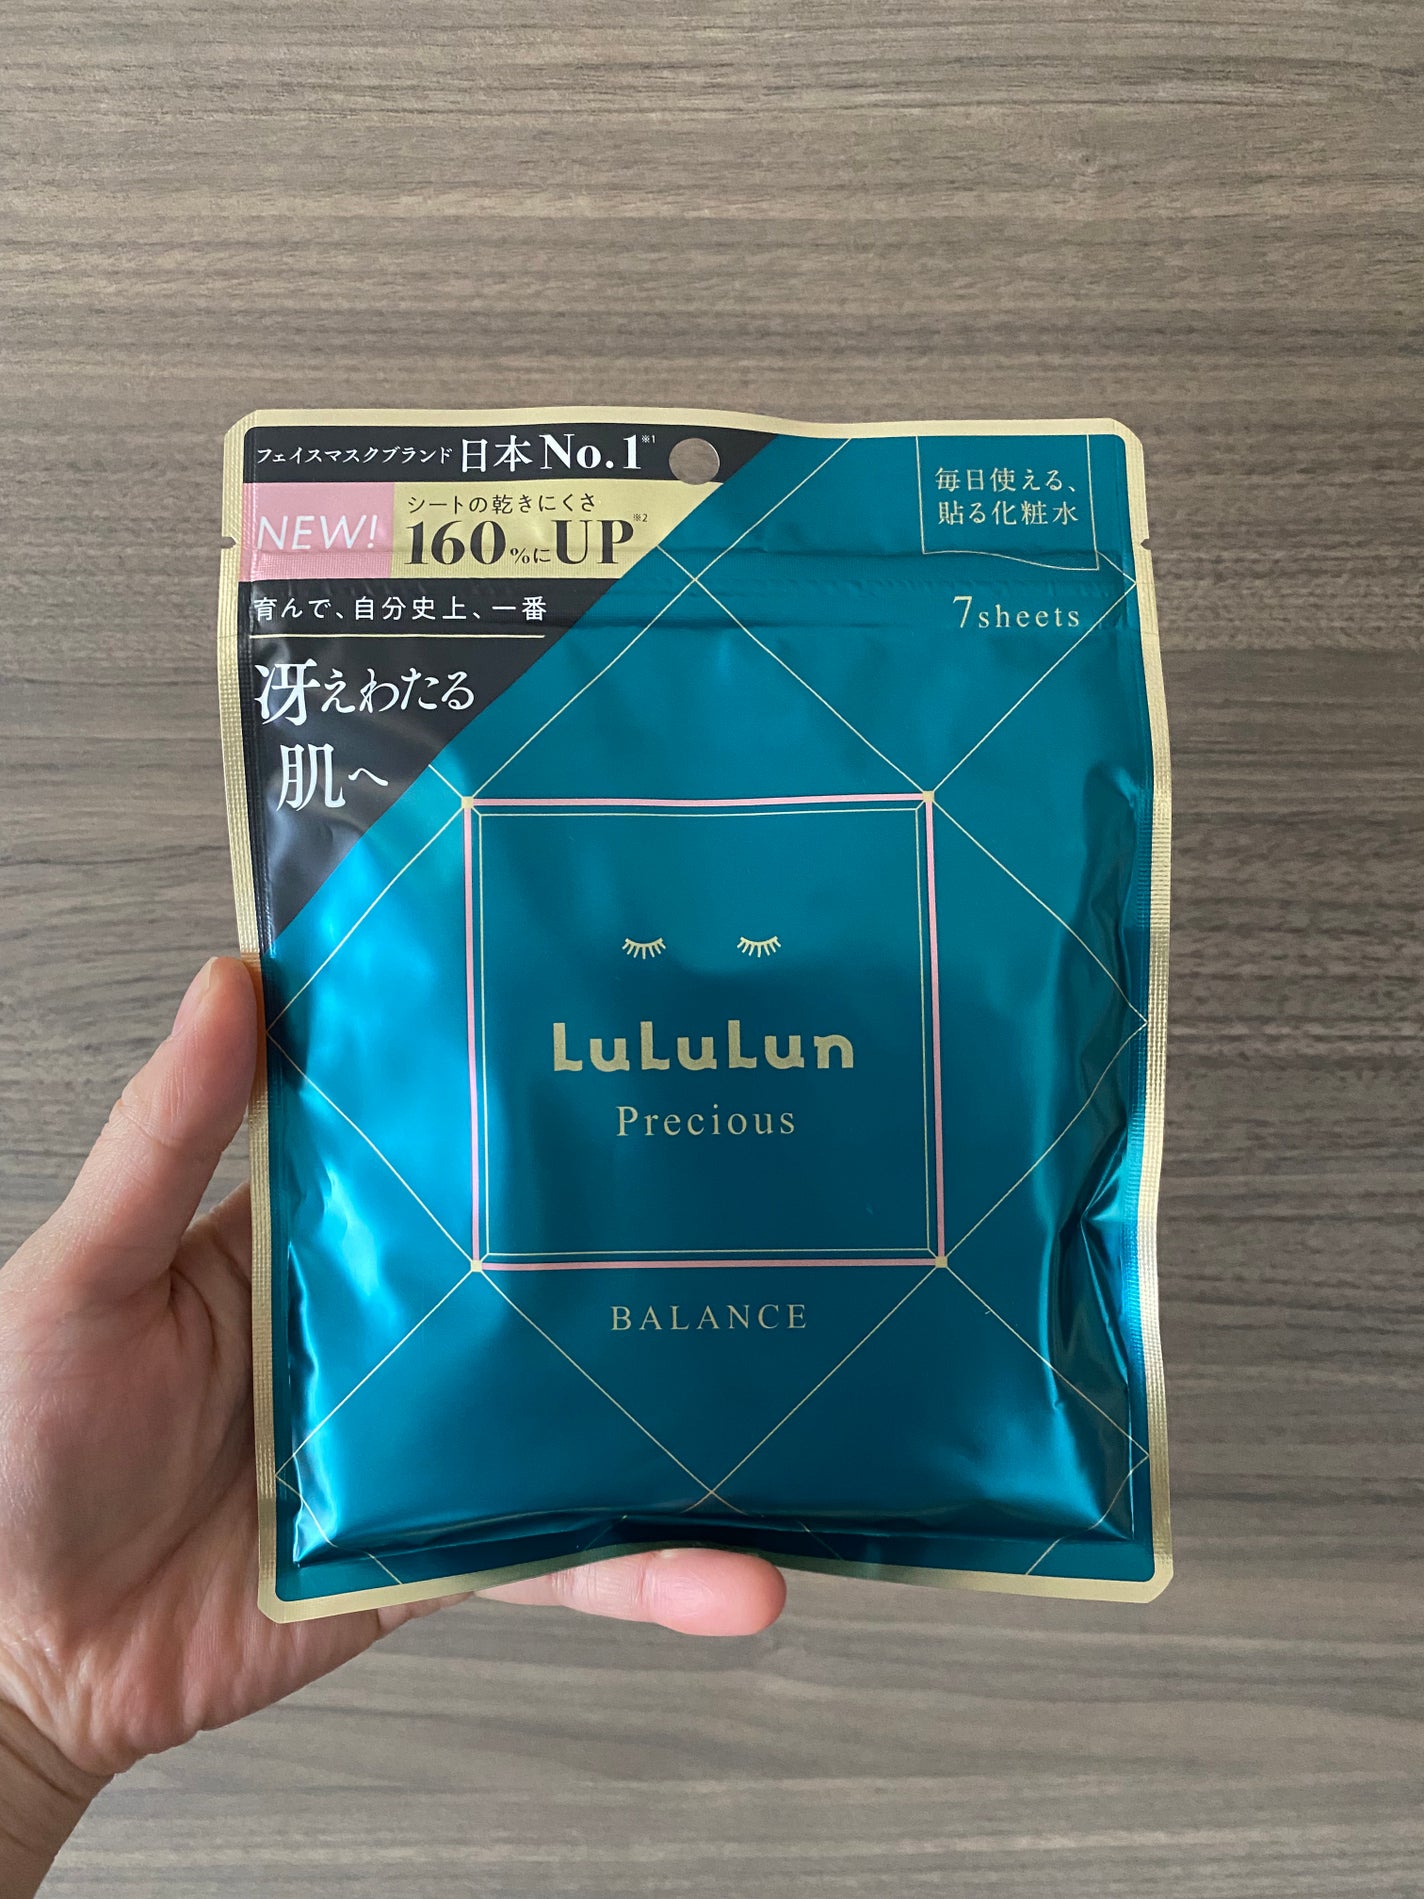 フェイスマスクブランド 日本No.1※1
NEW!
シートの乾きにくさ
160%にUP※2
育んで、自分史上、一番
冴えわたる
肌へ
毎日使える、
貼る化粧水
7sheets
LuLuLun
Precious
BALANCE